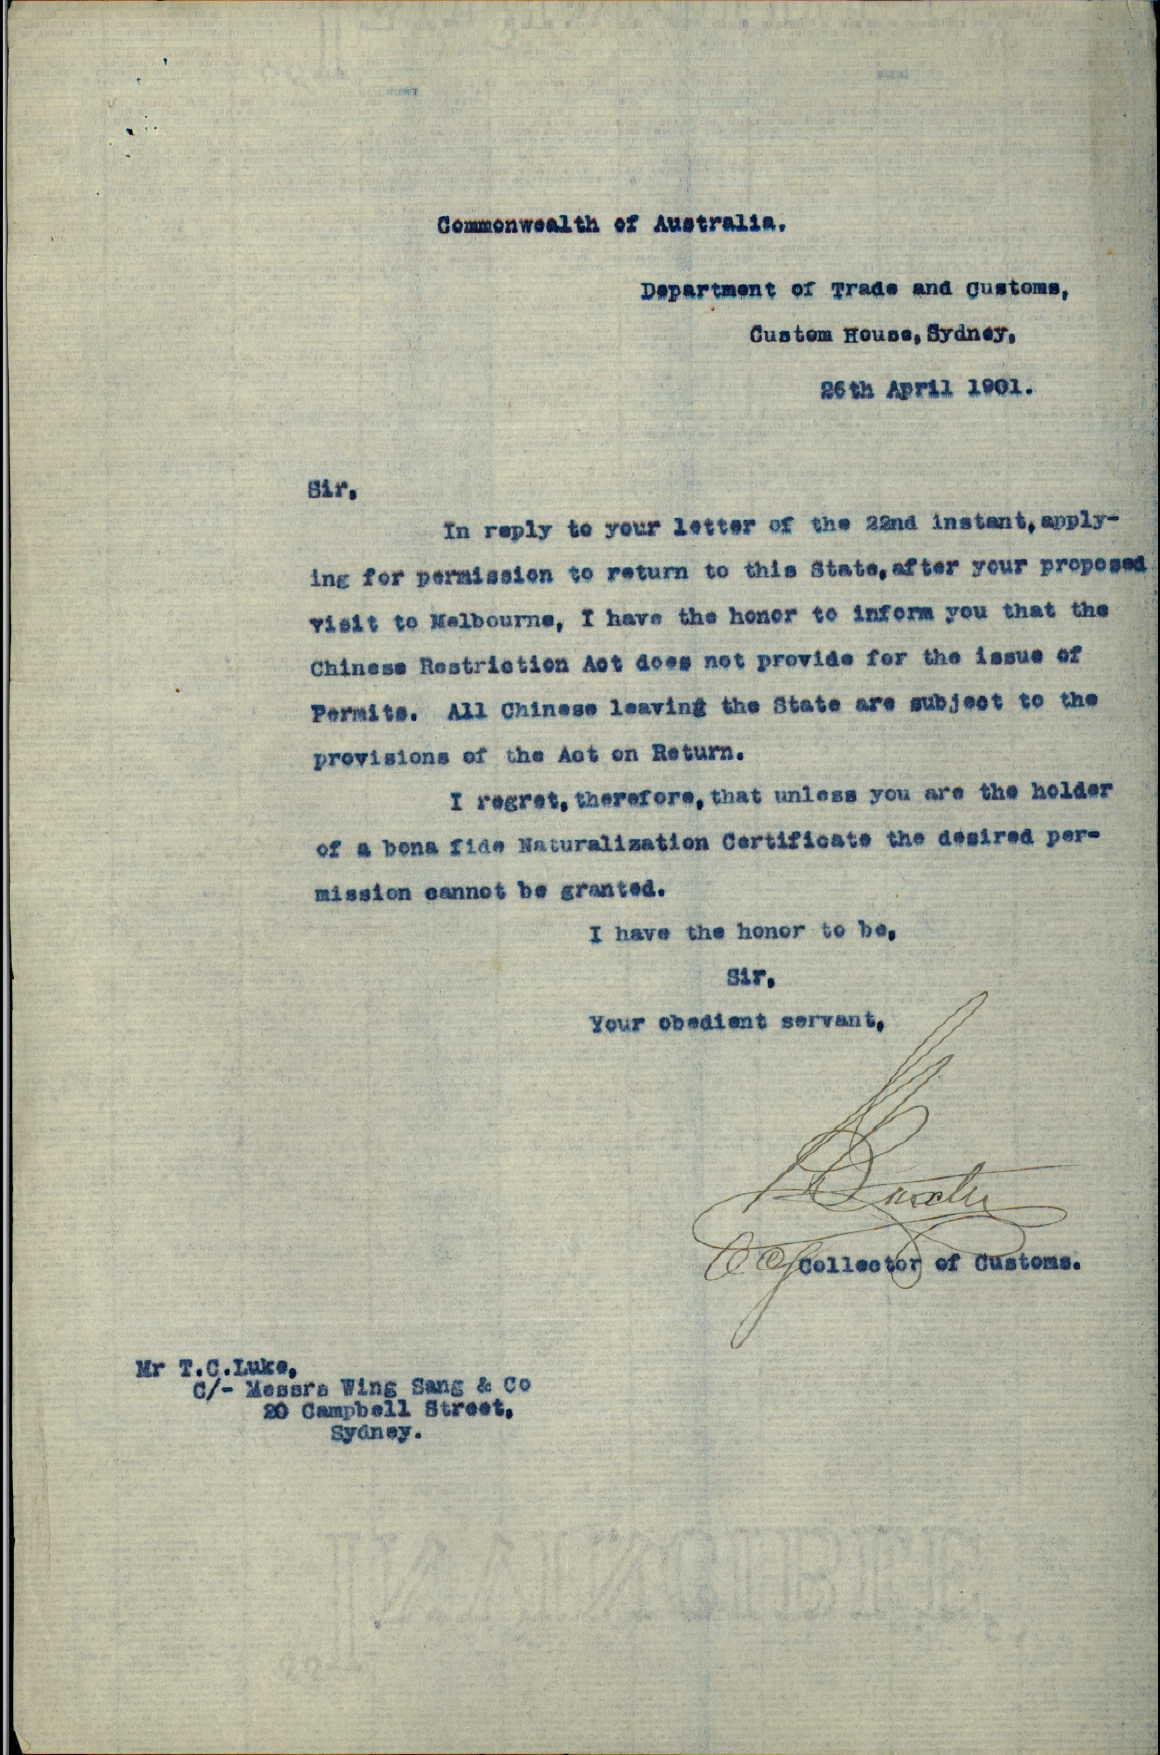 Commonwealth of Australia.
Department of Trade and Customs,
Custom House, Sydney,
26th April 1901.
Sir,
In reply to your letter of the 22nd instant, apply-
ing for permission to return to this State, after your proposed
visit to Melbourne, I have the honor to inform you that the
Chinese Restriction Act does not provide for the issue of
Permits. All Chinese leaving the State are subject to the
provisions of the Act on Return.
I regret, therefore, that unless you are the holder
of a bona fide Naturalization Certificate the desired per-
mission cannot be granted.
I have the honor to be,
Sir,
Your obedient servant,
Baxter
Collector of Customs.
Mr T.C.Luke,
C/- Messrs Wing Sang & Co
20 Campbell Street,
Sydney.